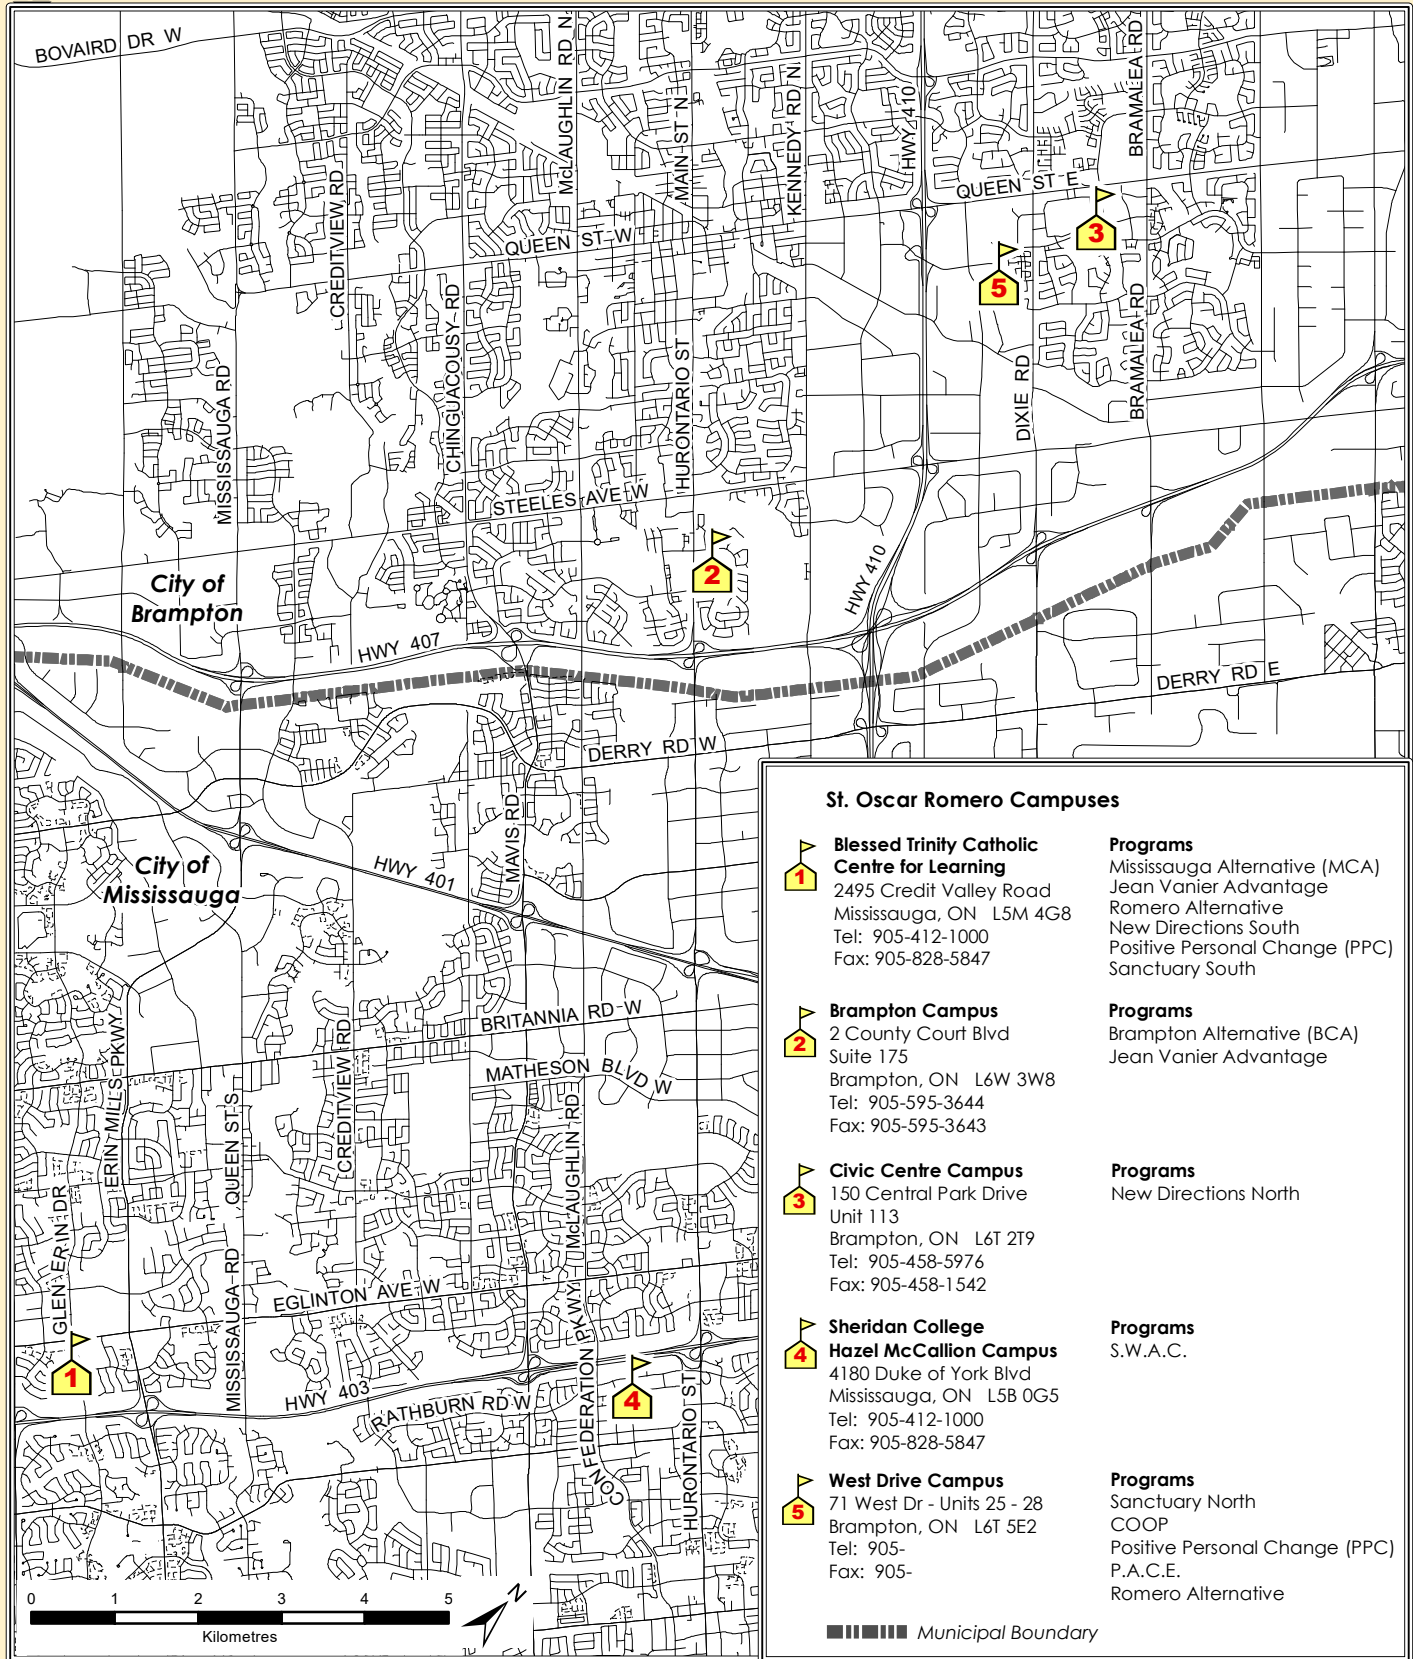 BOVAIRD DR W
McLAUGHLIN RD N
MAIN ST N
KENNEDY RD N
HWY 410
BRAMALEA RD
CREDITVIEW RD
QUEEN ST E
QUEEN ST W
3
5
CHINGUACOUSY RD
MISSISSAUGA RD
HURONTARIO ST
DIXIE RD
BRAMALEA RD
STEELES AVE W
2
HWY 410
City of
Brampton
HWY 407
DERRY RD E
DERRY RD W
MAVIS RD
HWY 401
City of
Mississauga
BRITANNIA RD W
MATHESON BLVD W
ERIN MILLS PKWY
QUEEN ST S
CREDITVIEW RD
McLAUGHLIN RD
GLEN ERIN DR
MISSISSAUGA RD
EGLINTON AVE W
1
HWY 403
RATHBURN RD W
CONFEDERATION PKWY
4
HURONTARIO ST
0 1 2 3 4 5
Kilometres
N
St. Oscar Romero Campuses
1
Blessed Trinity Catholic
Centre for Learning
2495 Credit Valley Road
Mississauga, ON L5M 4G8
Tel: 905-412-1000
Fax: 905-828-5847
Programs
Mississauga Alternative (MCA)
Jean Vanier Advantage
Romero Alternative
New Directions South
Positive Personal Change (PPC)
Sanctuary South
2
Brampton Campus
2 County Court Blvd
Suite 175
Brampton, ON L6W 3W8
Tel: 905-595-3644
Fax: 905-595-3643
Programs
Brampton Alternative (BCA)
Jean Vanier Advantage
3
Civic Centre Campus
150 Central Park Drive
Unit 113
Brampton, ON L6T 2T9
Tel: 905-458-5976
Fax: 905-458-1542
Programs
New Directions North
4
Sheridan College
Hazel McCallion Campus
4180 Duke of York Blvd
Mississauga, ON L5B 0G5
Tel: 905-412-1000
Fax: 905-828-5847
Programs
S.W.A.C.
5
West Drive Campus
71 West Dr - Units 25 - 28
Brampton, ON L6T 5E2
Tel: 905-
Fax: 905-
Programs
Sanctuary North
COOP
Positive Personal Change (PPC)
P.A.C.E.
Romero Alternative
Municipal Boundary